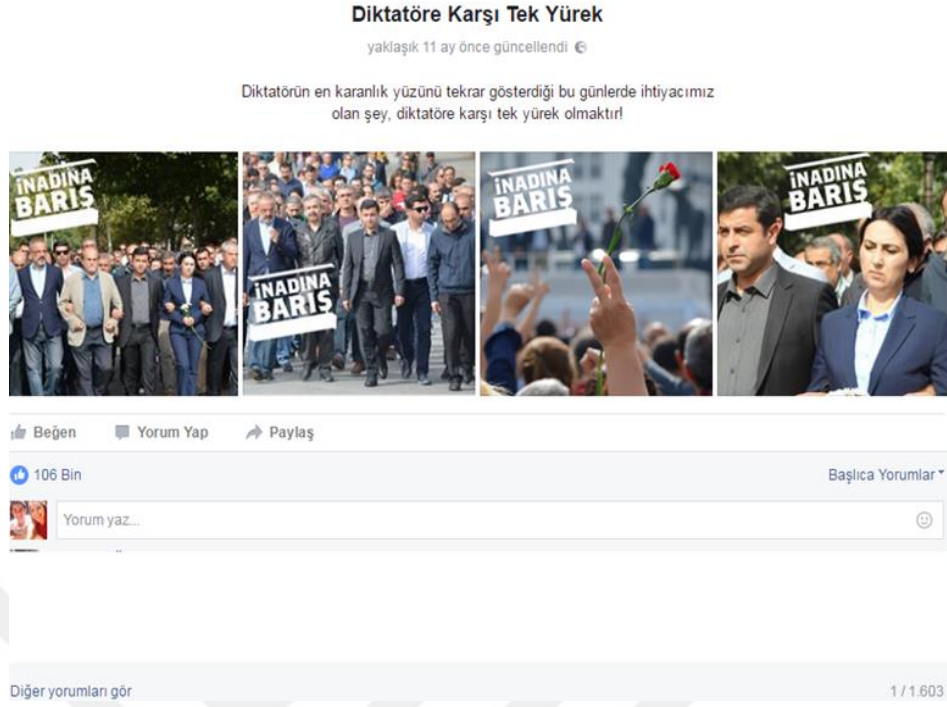 Diktatöre Karşı Tek Yürek
yaklaşık 11 ay önce güncellendi
Diktatörün en karanlık yüzünü tekrar gösterdiği bu günlerde ihtiyacımız
olan şey, diktatöre karşı tek yürek olmaktır!
İNADINA
BARIŞ
İNADINA
BARIŞ
İNADINA
BARIŞ
İNADINA
BARIŞ
Beğen Yorum Yap Paylaş
106 Bin Başlıca Yorumlar
Yorum yaz...
Diğer yorumları gör 1 / 1.603